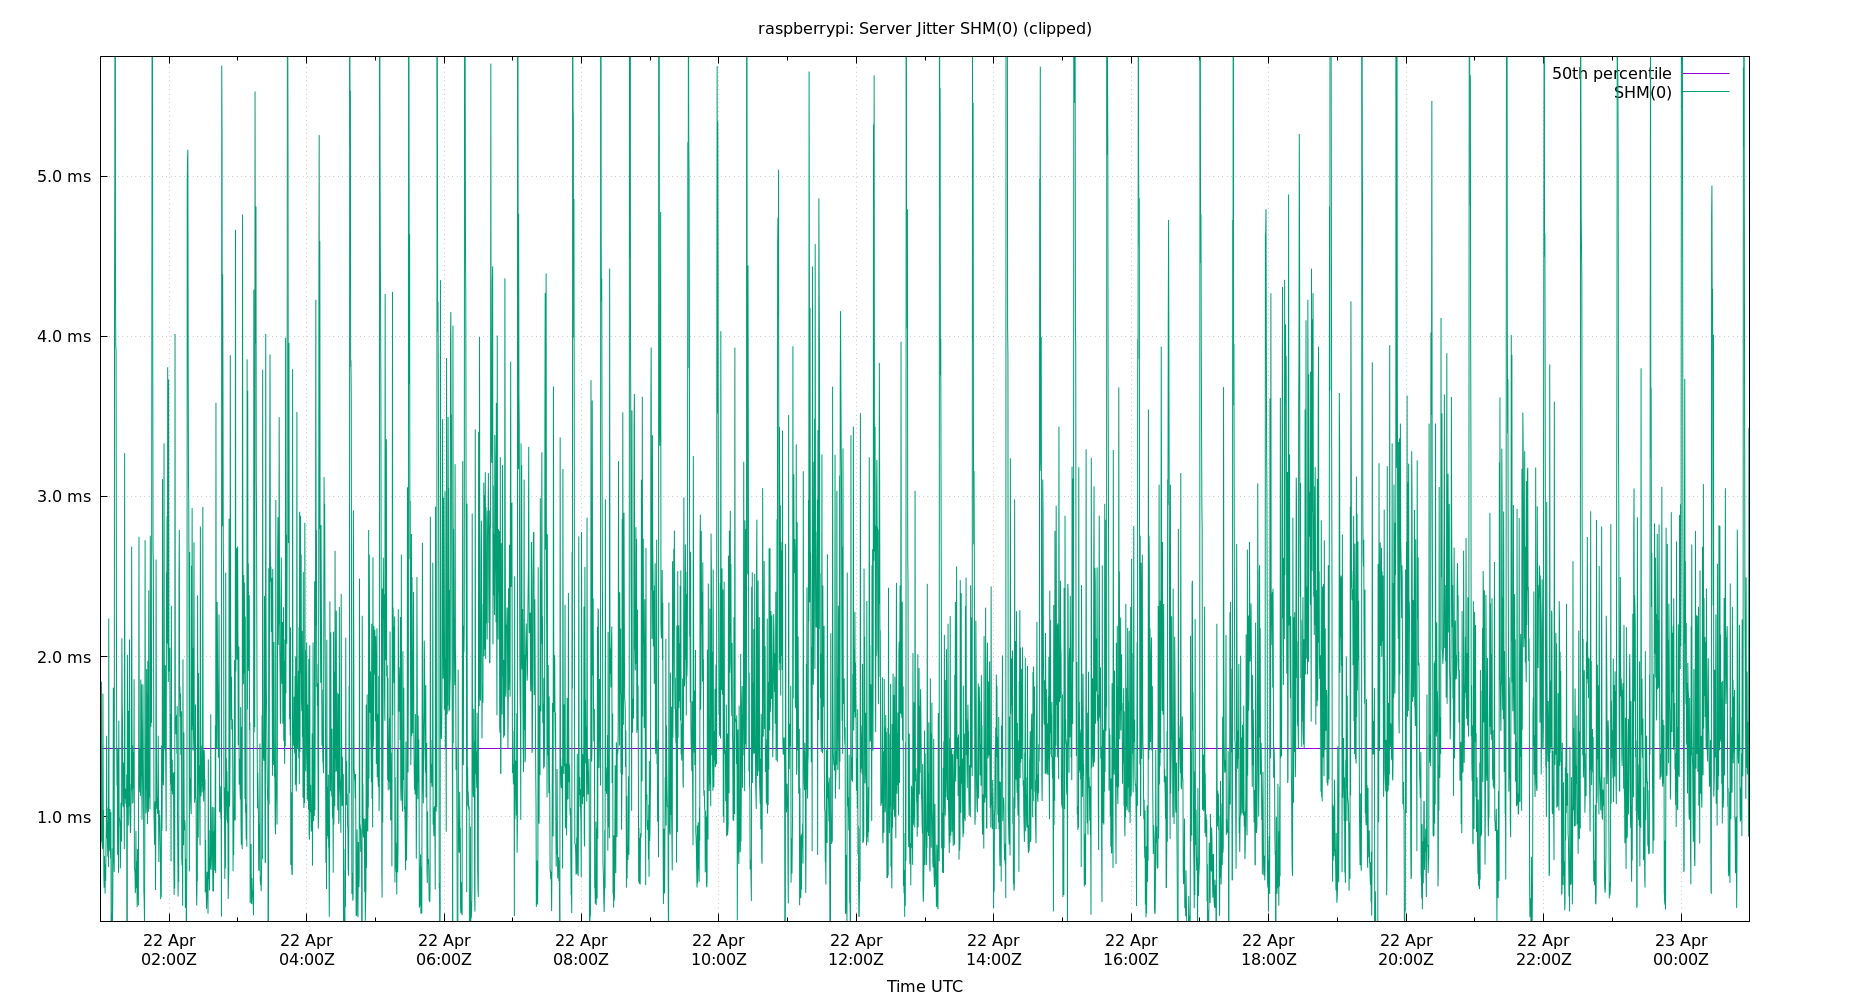 raspberrypi: Server Jitter SHM(0) (clipped)
50th percentile
SHM(0)
5.0 ms
4.0 ms
3.0 ms
2.0 ms
1.0 ms
22 Apr 22 Apr 22 Apr 22 Apr 22 Apr 22 Apr 22 Apr 22 Apr 22 Apr 22 Apr 22 Apr 23 Apr
02:00Z 04:00Z 06:00Z 08:00Z 10:00Z 12:00Z 14:00Z 16:00Z 18:00Z 20:00Z 22:00Z 00:00Z
Time UTC